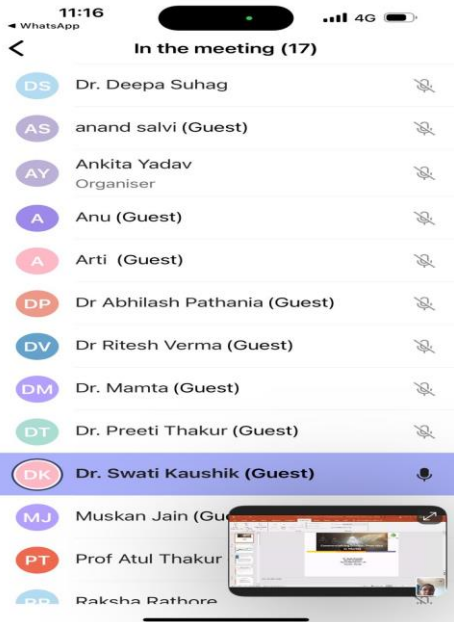 11:16
4G
◄ WhatsApp
In the meeting (17)
DS Dr. Deepa Suhag
AS anand salvi (Guest)
AY Ankita Yadav
Organiser
A Anu (Guest)
A Arti (Guest)
DP Dr Abhilash Pathania (Guest)
DV Dr Ritesh Verma (Guest)
DM Dr. Mamta (Guest)
DT Dr. Preeti Thakur (Guest)
DK Dr. Swati Kaushik (Guest)
MJ Muskan Jain (Gu
PT Prof Atul Thakur
RR Raksha Rathore